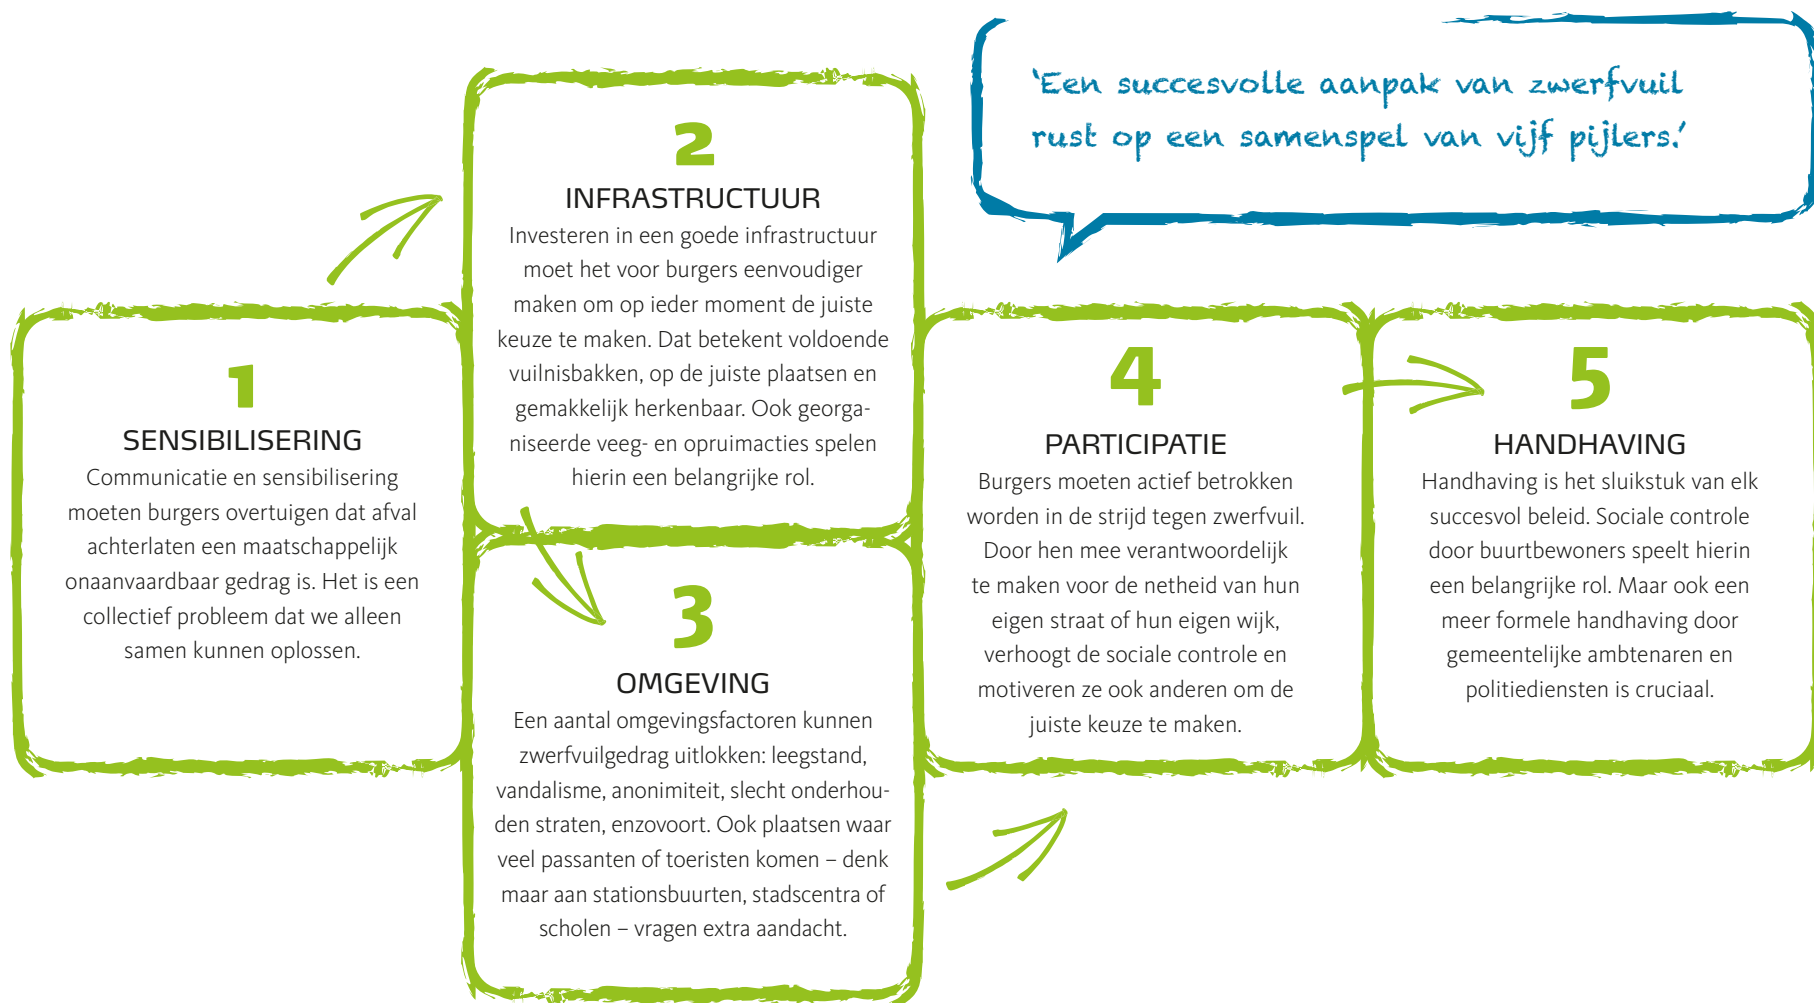 'Een succesvolle aanpak van zwerfvuil
rust op een samenspel van vijf pijlers.'
1
SENSIBILISERING
Communicatie en sensibilisering
moeten burgers overtuigen dat afval
achterlaten een maatschappelijk
onaanvaardbaar gedrag is. Het is een
collectief probleem dat we alleen
samen kunnen oplossen.
2
INFRASTRUCTUUR
Investeren in een goede infrastructuur
moet het voor burgers eenvoudiger
maken om op ieder moment de juiste
keuze te maken. Dat betekent voldoende
vuilnisbakken, op de juiste plaatsen en
gemakkelijk herkenbaar. Ook georga-
niseerde veeg- en opruimacties spelen
hierin een belangrijke rol.
3
OMGEVING
Een aantal omgevingsfactoren kunnen
zwerfvuilgedrag uitlokken: leegstand,
vandalisme, anonimiteit, slecht onderhou-
den straten, enzovoort. Ook plaatsen waar
veel passanten of toeristen komen – denk
maar aan stationsbuurten, stadscentra of
scholen – vragen extra aandacht.
4
PARTICIPATIE
Burgers moeten actief betrokken
worden in de strijd tegen zwerfvuil.
Door hen mee verantwoordelijk
te maken voor de netheid van hun
eigen straat of hun eigen wijk,
verhoogt de sociale controle en
motiveren ze ook anderen om de
juiste keuze te maken.
5
HANDHAVING
Handhaving is het sluikstuk van elk
succesvol beleid. Sociale controle
door buurtbewoners speelt hierin
een belangrijke rol. Maar ook een
meer formele handhaving door
gemeentelijke ambtenaren en
politiediensten is cruciaal.